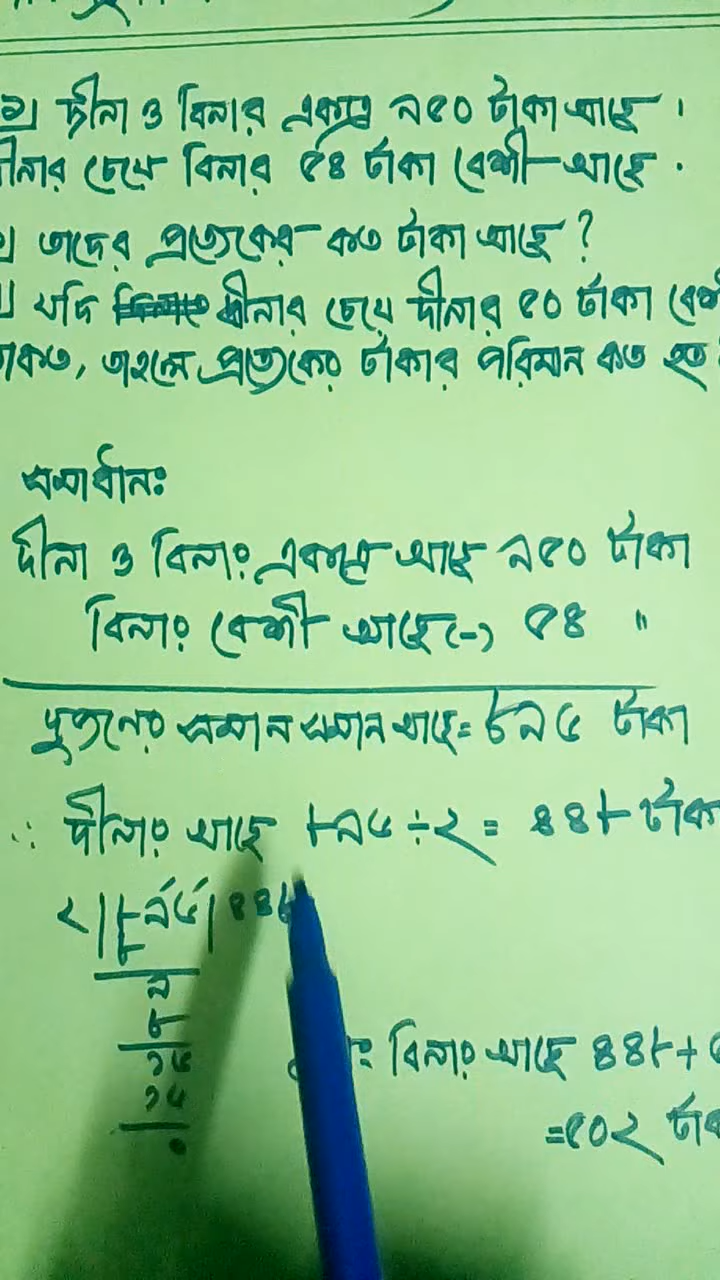 দীনা ও বিনার একত্রে ৯৫০ টাকা আছে।
দীনার চেয়ে বিনার ৫৪ টাকা বেশী আছে.
তাদের প্রত্যেকের কত টাকা আছে?
যদি বীনার চেয়ে দীনার ৫০ টাকা বেশী
থাকত, তাহলে প্রত্যেকের টাকার পরিমান কত হত
সমাধানঃ
দীনা ও বিনার একত্রে আছে ৯৫০ টাকা
বিনার বেশী আছে(-) ৫৪ "
দুজনের সমান সমান আছে= ৮৯৬ টাকা
∴ দীনার আছে ৮৯৬÷২= ৪৪৮ টাকা
২|৮৯৬|৪৪৮
৮
৯
৮
১৬
১৬
০
বিনার আছে ৪৪৮+
=৫০২ টাকা